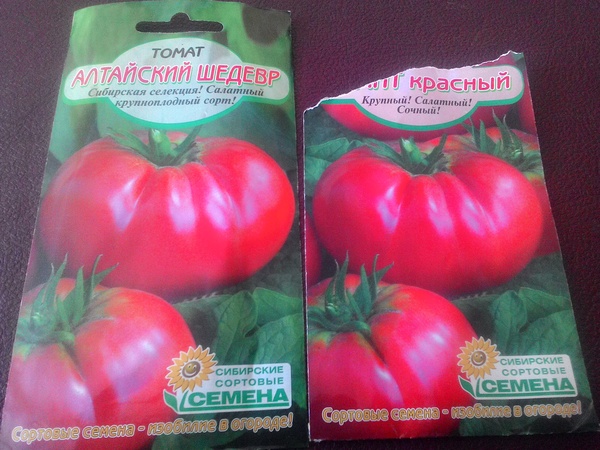 ТОМАТ
АЛТАЙСКИЙ ШЕДЕВР
Сибирская селекция! Салатный
крупноплодный сорт!
СИБИРСКИЕ
СОРТОВЫЕ
СЕМЕНА
Сортовые семена - изобилие в огороде!
красный
Крупный! Салатный!
Сочный!
СИБИРСКИЕ
СОРТОВЫЕ
СЕМЕНА
Сортовые семена - изобилие в огороде!